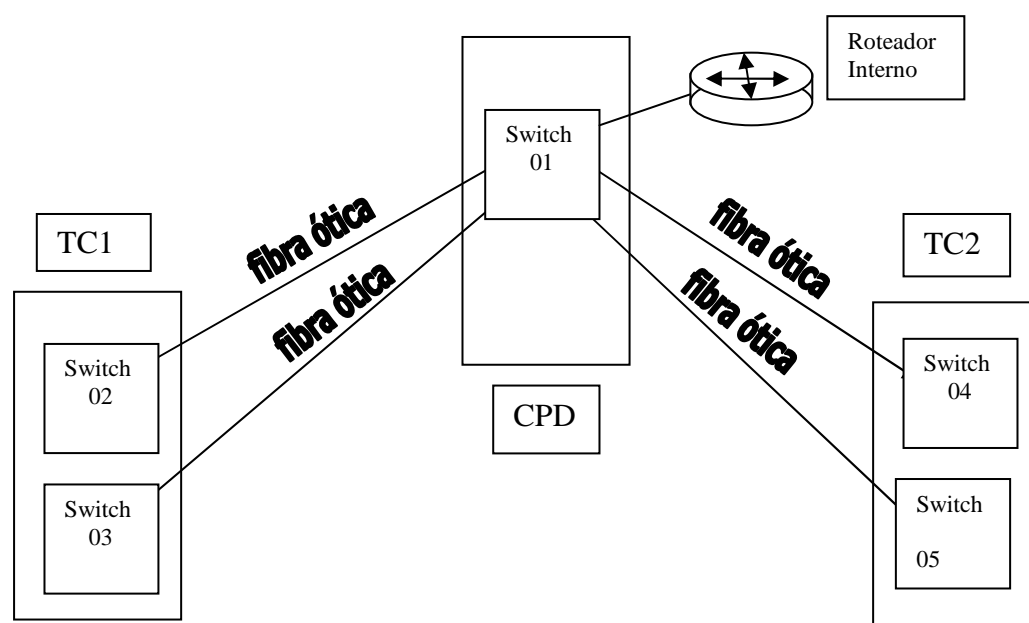 Roteador
Interno
Switch
01
fibra ótica
fibra ótica
fibra ótica
fibra ótica
TC1
TC2
Switch
02
Switch
03
CPD
Switch
04
Switch
05